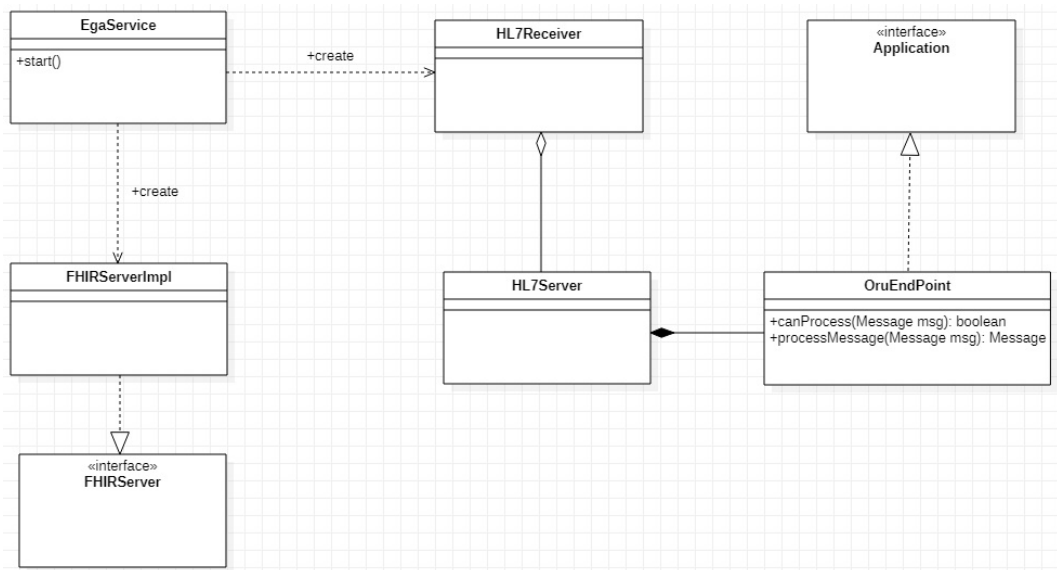 EgaService
+start()
+create
HL7Receiver
«interface»
Application
+create
FHIRServerImpl
HL7Server
OruEndPoint
+canProcess(Message msg): boolean
+processMessage(Message msg): Message
«interface»
FHIRServer